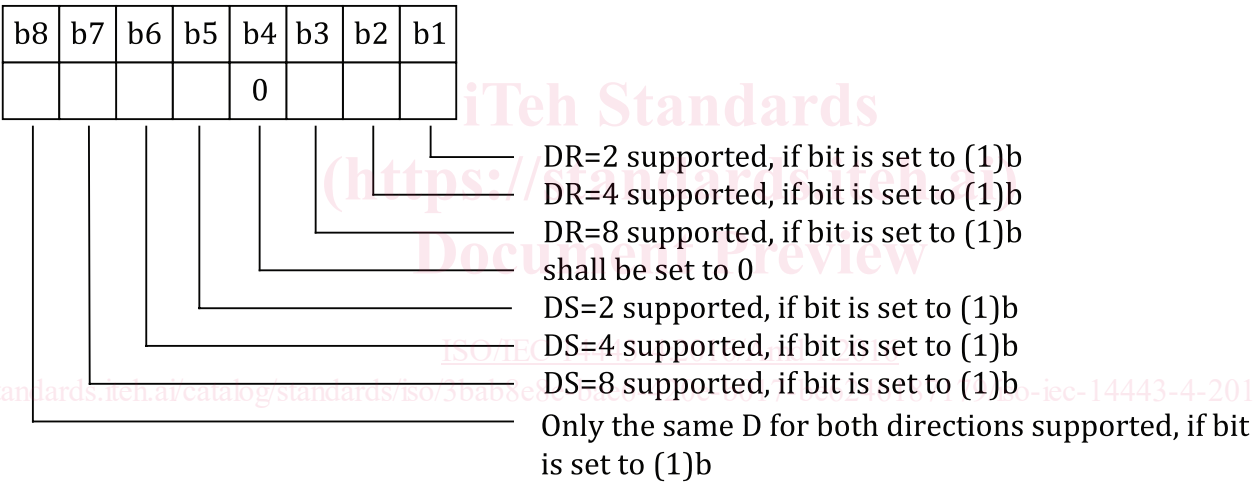 b8 b7 b6 b5 b4 b3 b2 b1
0
iTeh Standards
DR=2 supported, if bit is set to (1)b
(https://standards.iteh.ai)
DR=4 supported, if bit is set to (1)b
DR=8 supported, if bit is set to (1)b
Document Preview
shall be set to 0
DS=2 supported, if bit is set to (1)b
DS=4 supported, if bit is set to (1)b
DS=8 supported, if bit is set to (1)b
Only the same D for both directions supported, if bit
is set to (1)b